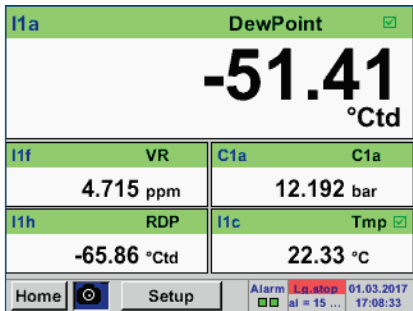 I1a DewPoint
-51.41
°Ctd
I1f VR
4.715 ppm
C1a C1a
12.192 bar
I1h RDP
-65.86 °Ctd
I1c Tmp
22.33 °C
Home Setup
Alarm
Lg.stop
al = 15 ...
01.03.2017
17:08:33